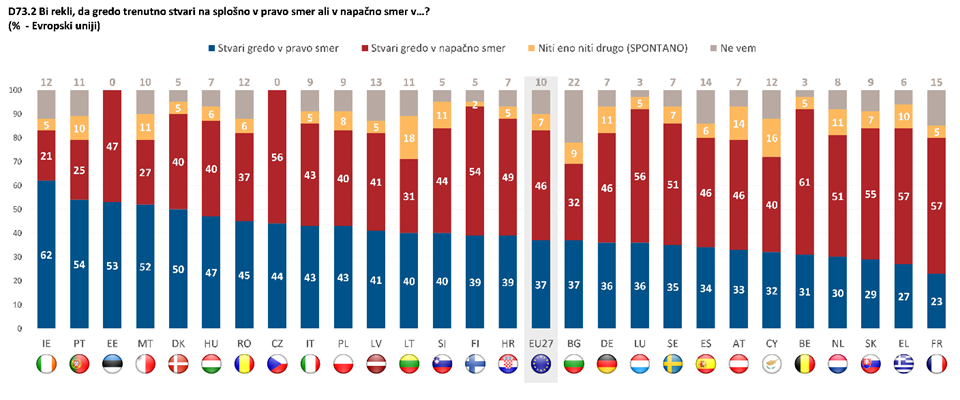 D73.2 Bi rekli, da gredo trenutno stvari na splošno v pravo smer ali v napačno smer v...?
(% - Evropski uniji)
Stvari gredo v pravo smer Stvari gredo v napačno smer Niti eno niti drugo (SPONTANO) Ne vem
12 11 0 10 5 7 12 0 9 9 13 11 5 5 7 10 22 7 3 7 14 7 12 3 8 9 6 15
100
90
80
70
60
50
40
30
20
10
0
5 10 11 5 6 5 8 5 18 11 2 5 7 9 11 5 7 6 14 16 5 11 7 10 5
21 25 47 27 40 40 37 56 43 40 41 31 44 54 49 46 32 46 56 51 46 46 40 61 51 55 57 57
62 54 53 52 50 47 45 44 43 43 41 40 40 39 39 37 37 36 36 35 34 33 32 31 30 29 27 23
IE PT EE MT DK HU RO CZ IT PL LV LT SI FI HR EU27 BG DE LU SE ES AT CY BE NL SK EL FR